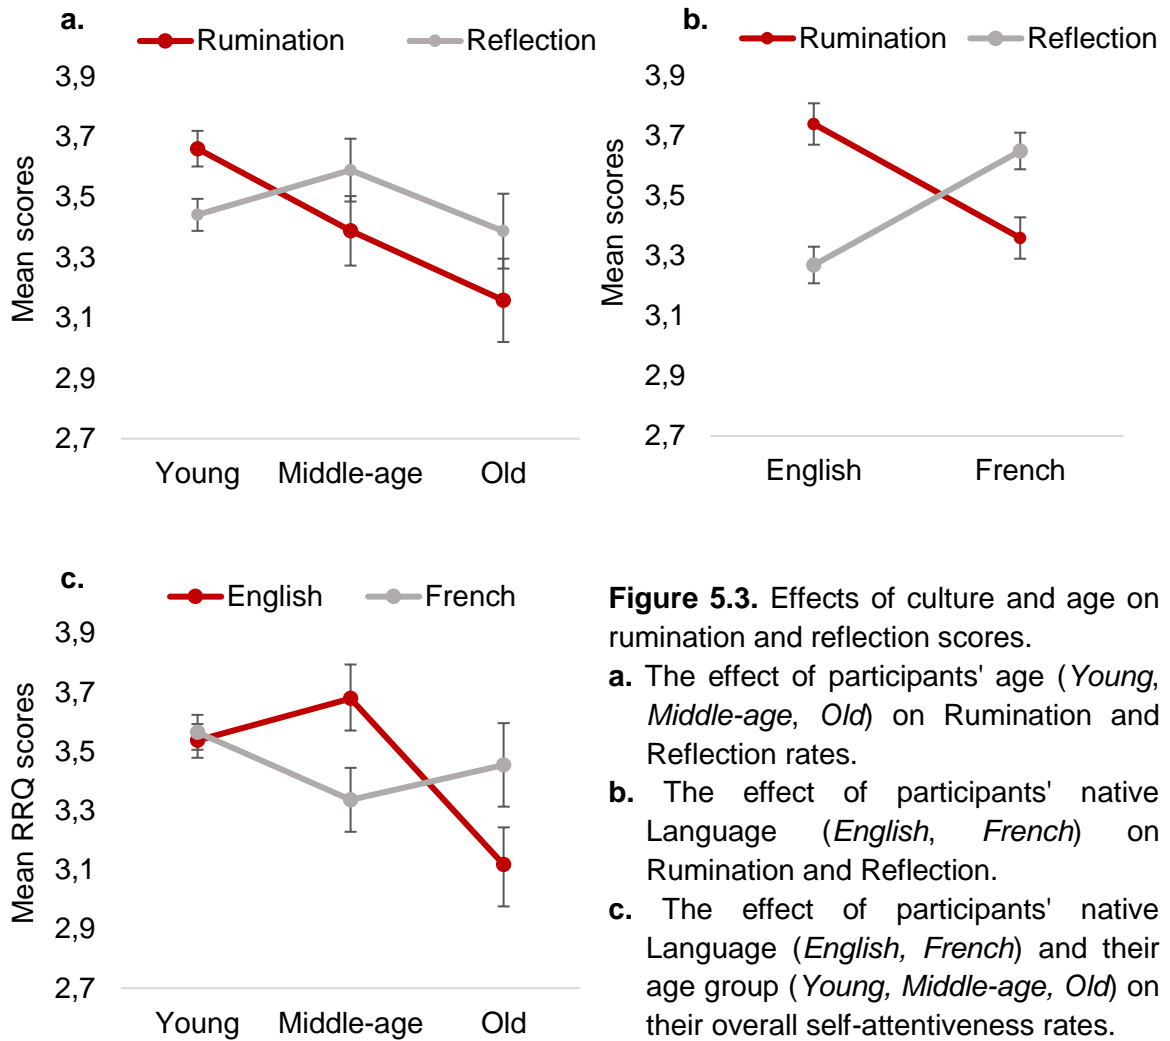 a.
Rumination Reflection
3,9
3,7
3,5
3,3
3,1
2,9
2,7
Mean scores
Young Middle-age Old
b.
Rumination Reflection
3,9
3,7
3,5
3,3
3,1
2,9
2,7
Mean scores
English French
c.
English French
3,9
3,7
3,5
3,3
3,1
2,9
2,7
Mean RRQ scores
Young Middle-age Old
Figure 5.3. Effects of culture and age on
rumination and reflection scores.
a. The effect of participants' age (Young,
Middle-age, Old) on Rumination and
Reflection rates.
b. The effect of participants' native
Language (English, French) on
Rumination and Reflection.
c. The effect of participants' native
Language (English, French) and their
age group (Young, Middle-age, Old) on
their overall self-attentiveness rates.